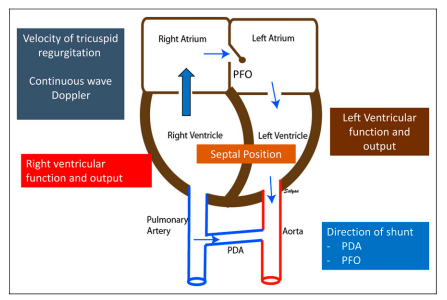 Velocity of tricuspid
regurgitation
Continuous wave
Doppler
Right Atrium
Left Atrium
PFO
Right Ventricle
Left Ventricle
Septal Position
Left Ventricular
function and
output
Right ventricular
function and output
Pulmonary
Artery
PDA
Aorta
Direction of shunt
- PDA
- PFO